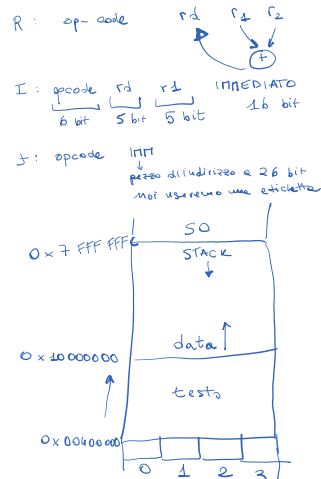 R: op-code rd r1 r2
+
I: opcode rd r1 IMMEDIATO
6 bit 5 bit 5 bit 16 bit
J: opcode IMM
pezzo di indirizzo a 26 bit
noi useremo una etichetta
SO
0x7FFF FFFC
STACK
data
0x10000000
testo
0x00400000
0 1 2 3